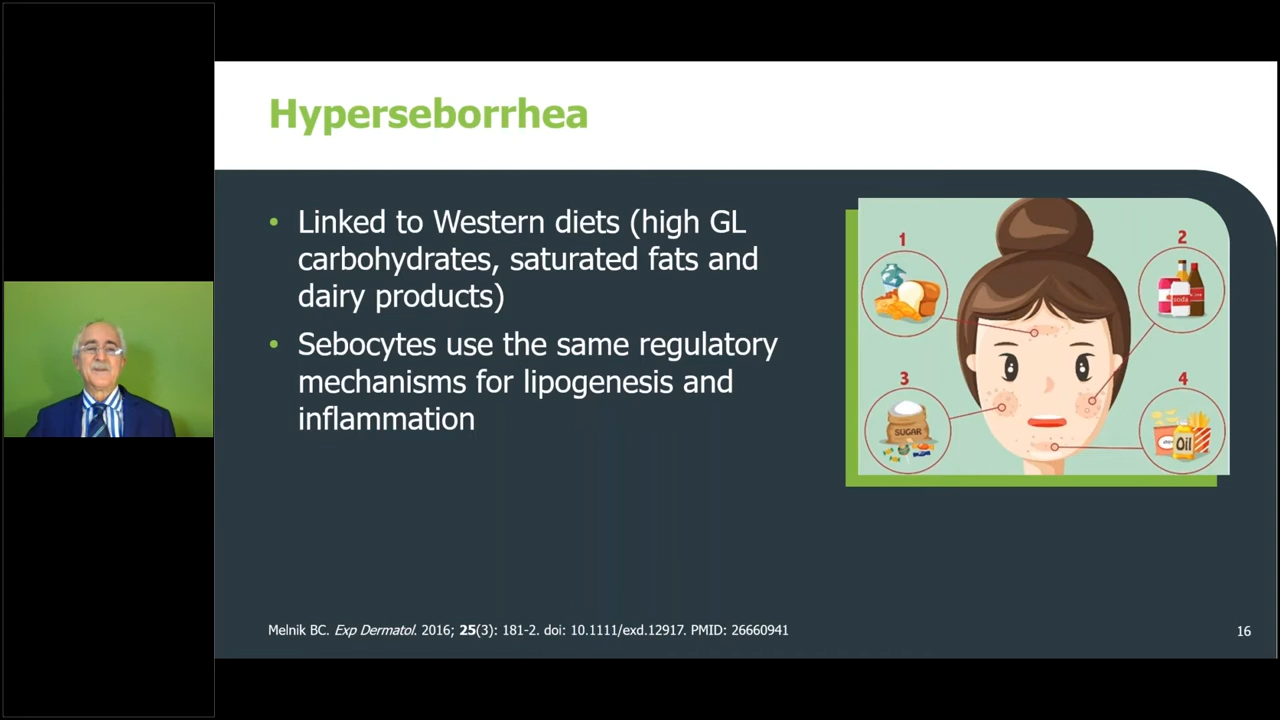 Hyperseborrhea
• Linked to Western diets (high GL
carbohydrates, saturated fats and
dairy products)
• Sebocytes use the same regulatory
mechanisms for lipogenesis and
inflammation
1
2
soda
3
SUGAR
4
Oil
Melnik BC. Exp Dermatol. 2016; 25(3): 181-2. doi: 10.1111/exd.12917. PMID: 26660941
16